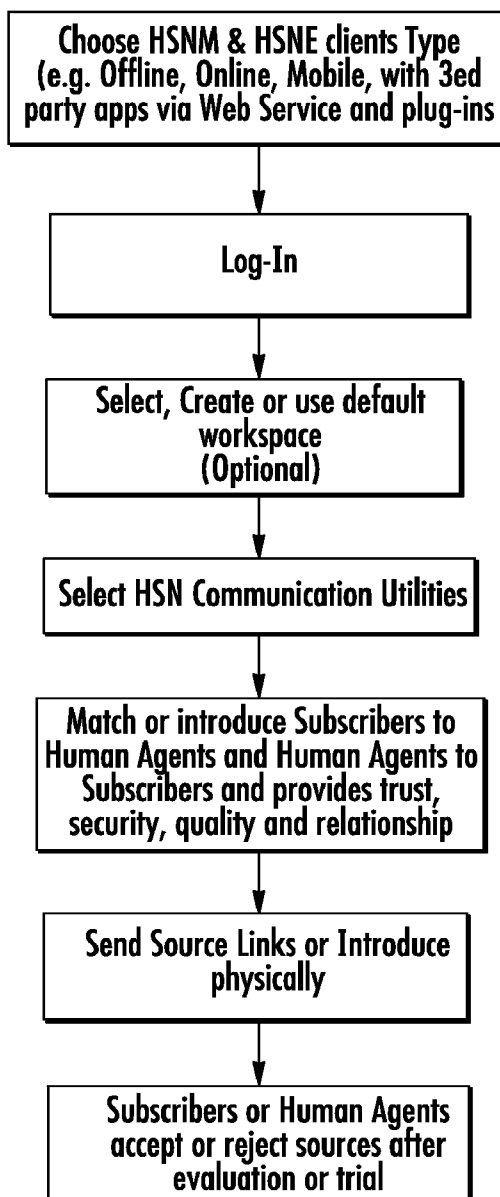 Choose HSNM & HSNE clients Type
(e.g. Offline, Online, Mobile, with 3ed
party apps via Web Service and plug-ins
Log-In
Select, Create or use default
workspace
(Optional)
Select HSN Communication Utilities
Match or introduce Subscribers to
Human Agents and Human Agents to
Subscribers and provides trust,
security, quality and relationship
Send Source Links or Introduce
physically
Subscribers or Human Agents
accept or reject sources after
evaluation or trial